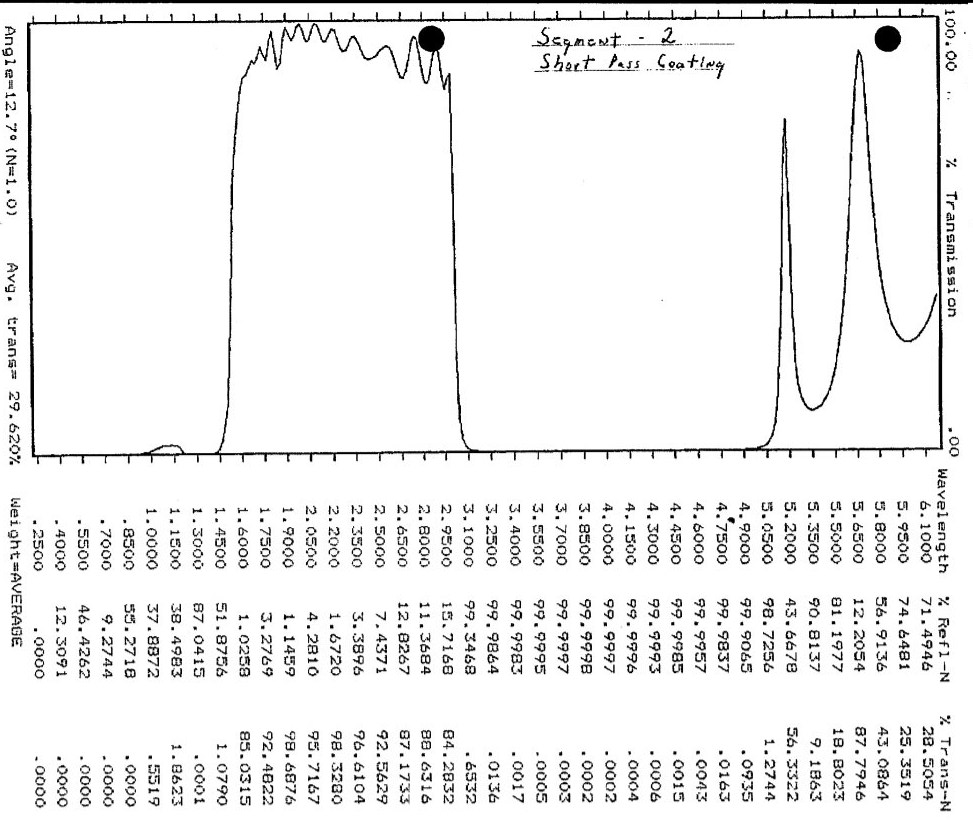 Segment - 2
Short Pass Coating
100.00 % Transmission .00
Wavelength % Refl-N % Trans-N
6.1000 71.4946 28.5054
5.9500 74.6481 25.3519
5.8000 56.9136 43.0864
5.6500 12.2054 87.7946
5.5000 81.1977 18.8023
5.3500 90.8137 9.1863
5.2000 43.6678 56.3322
5.0500 98.7256 1.2744
4.9000 99.9065 .0935
4.7500 99.9837 .0163
4.6000 99.9957 .0043
4.4500 99.9985 .0015
4.3000 99.9993 .0006
4.1500 99.9996 .0004
4.0000 99.9997 .0002
3.8500 99.9998 .0002
3.7000 99.9997 .0003
3.5500 99.9995 .0005
3.4000 99.9983 .0017
3.2500 99.9864 .0136
3.1000 99.3468 .6532
2.9500 15.7168 84.2832
2.8000 11.3684 88.6316
2.6500 12.8267 87.1733
2.5000 7.4371 92.5629
2.3500 3.3896 96.6104
2.2000 1.6720 98.3280
2.0500 4.2810 95.7167
1.9000 1.1459 98.6876
1.7500 3.2769 92.4822
1.6000 1.0258 85.0315
1.4500 51.8756 1.0790
1.3000 87.0415 .0001
1.1500 38.4983 1.8623
1.0000 37.8872 .5519
.8500 55.2718 .0000
.7000 9.2744 .0000
.5500 46.4262 .0000
.4000 12.3091 .0000
.2500 .0000 .0000
Angle=12.7° (N=1.0) Avg. trans= 29.620% Weight=AVERAGE